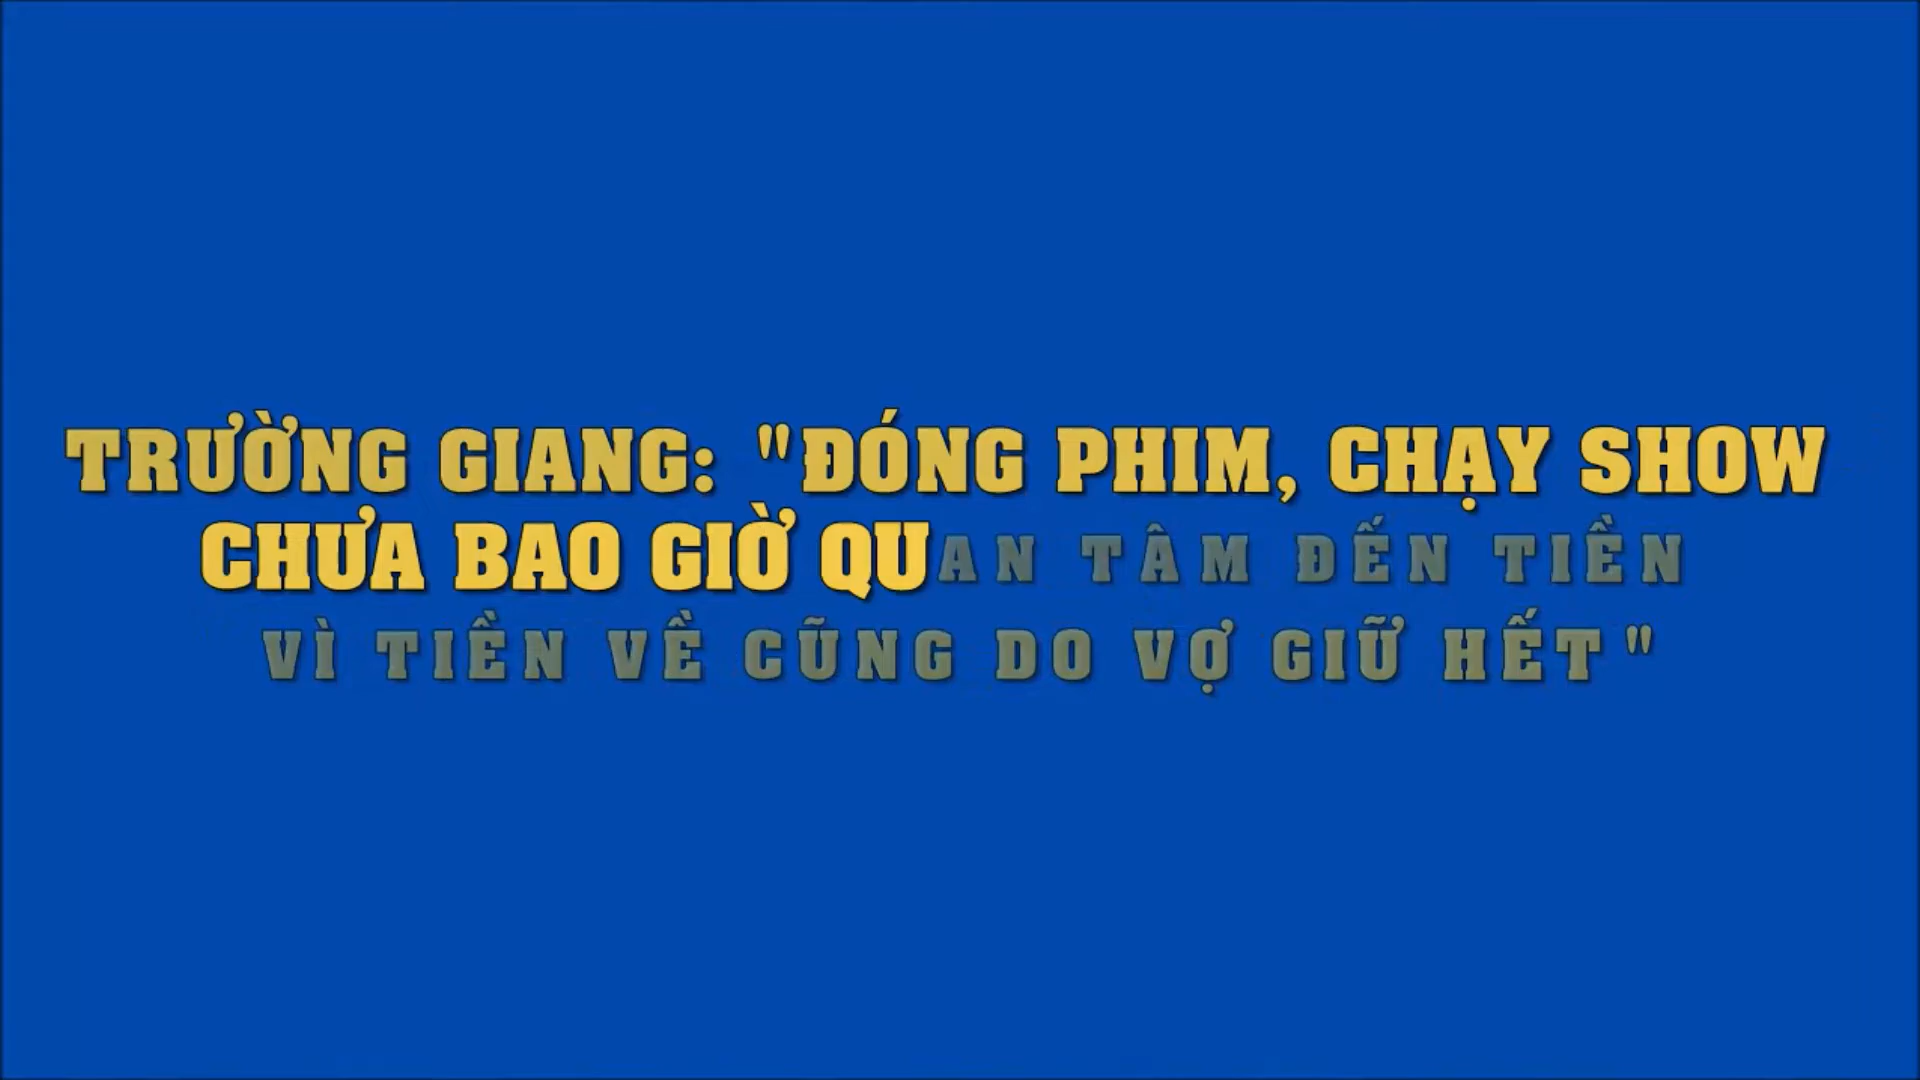 TRƯỜNG GIANG: "ĐÓNG PHIM, CHẠY SHOW
CHƯA BAO GIỜ QUAN TÂM ĐẾN TIỀN
VÌ TIỀN VỀ CŨNG DO VỢ GIỮ HẾT"